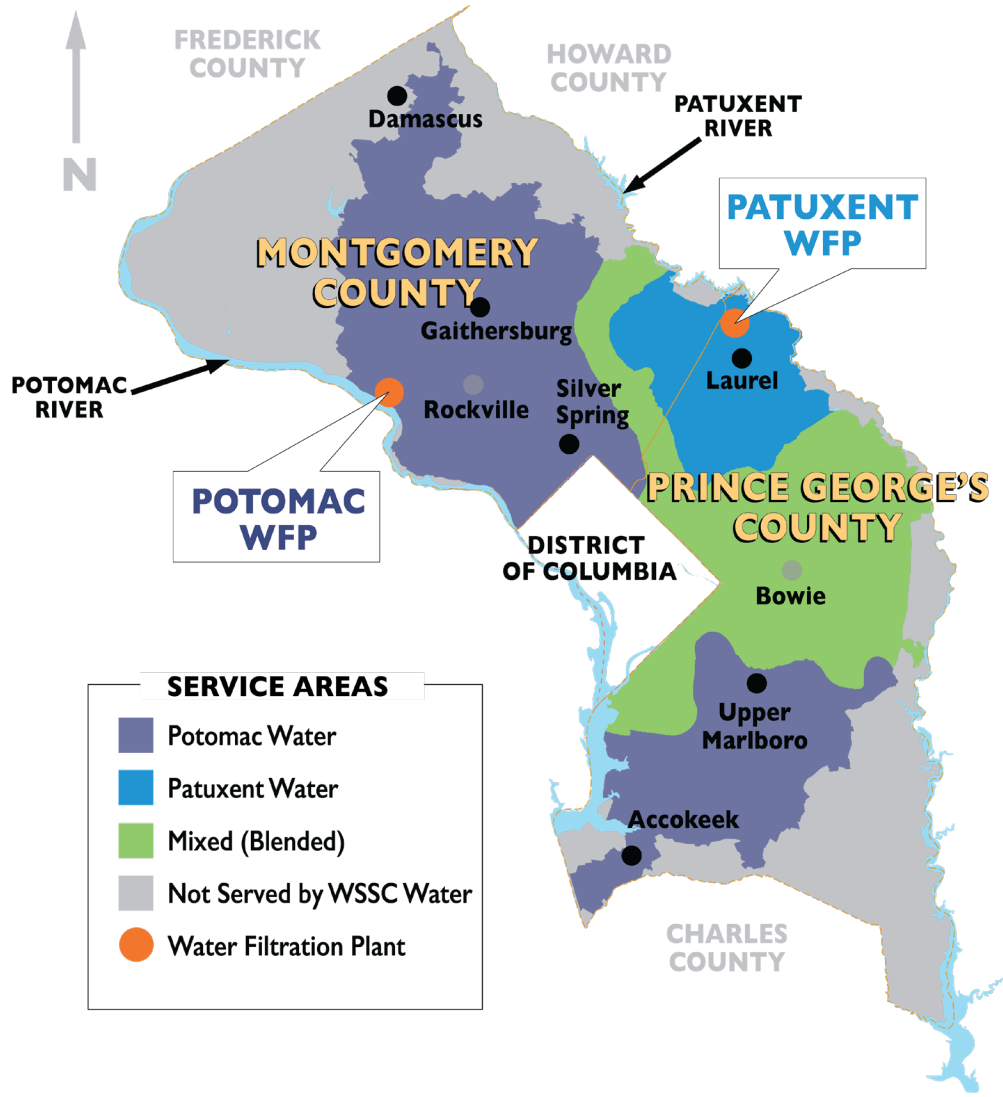 FREDERICK
COUNTY
HOWARD
COUNTY
PATUXENT
RIVER
N
Damascus
PATUXENT
WFP
MONTGOMERY
COUNTY
Gaithersburg
POTOMAC
RIVER
Laurel
Rockville
Silver
Spring
POTOMAC
WFP
PRINCE GEORGE'S
COUNTY
DISTRICT
OF COLUMBIA
Bowie
SERVICE AREAS
Potomac Water
Patuxent Water
Mixed (Blended)
Not Served by WSSC Water
Water Filtration Plant
Upper
Marlboro
Accokeek
CHARLES
COUNTY